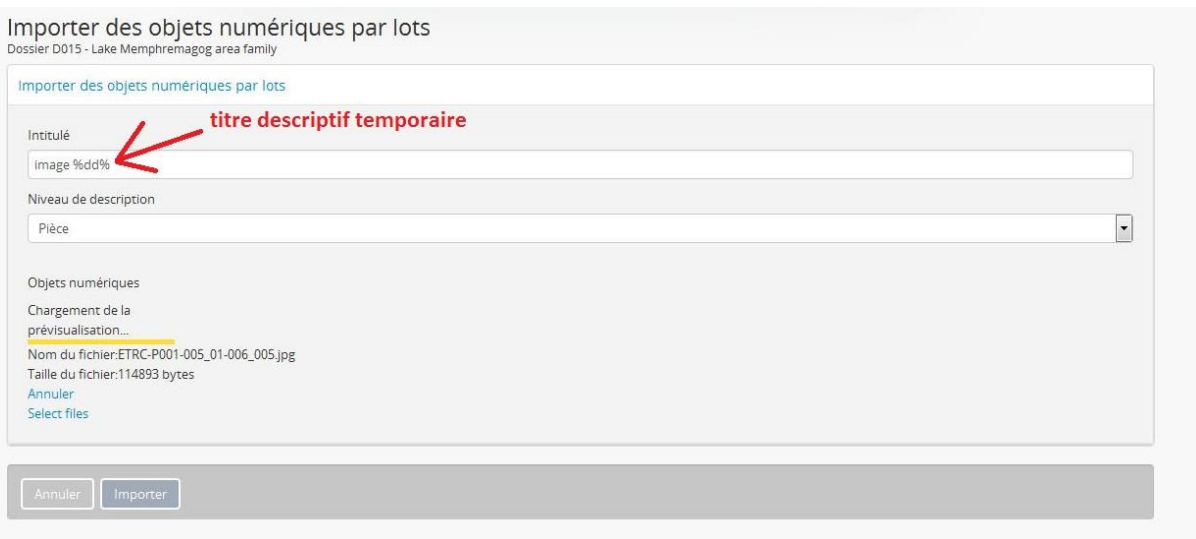 Importer des objets numériques par lots
Dossier D015 - Lake Memphremagog area family
Importer des objets numériques par lots
titre descriptif temporaire
Intitulé
image %dd%
Niveau de description
Pièce
Objets numériques
Chargement de la
prévisualisation...
Nom du fichier:ETRC-P001-005_01-006_005.jpg
Taille du fichier:114893 bytes
Annuler
Select files
Annuler
Importer